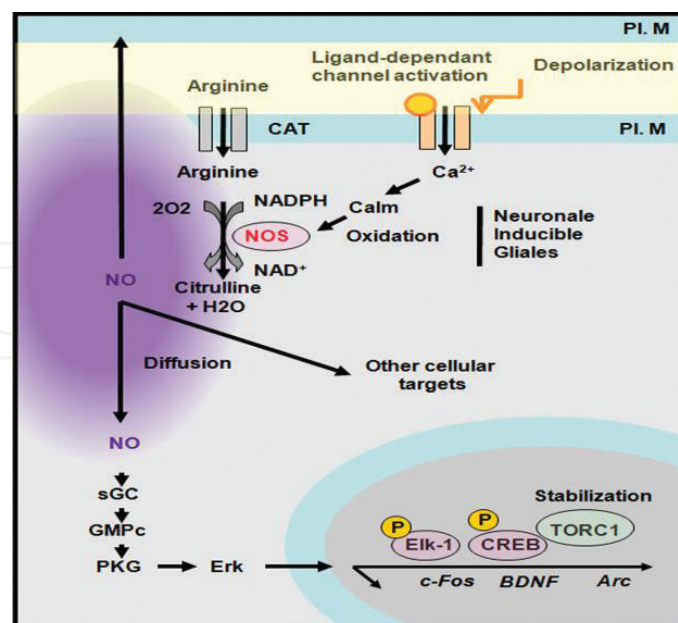 Pl. M
Ligand-dependant
channel activation
Depolarization
Arginine
CAT
Pl. M
Arginine
Ca2+
2O2
NADPH
Calm
NOS
Oxidation
Neuronale
Inducible
Gliales
NAD+
Citrulline
+ H2O
NO
Diffusion
Other cellular
targets
NO
sGC
GMPc
PKG
Erk
Stabilization
P
P
Elk-1
CREB
TORC1
c-Fos
BDNF
Arc